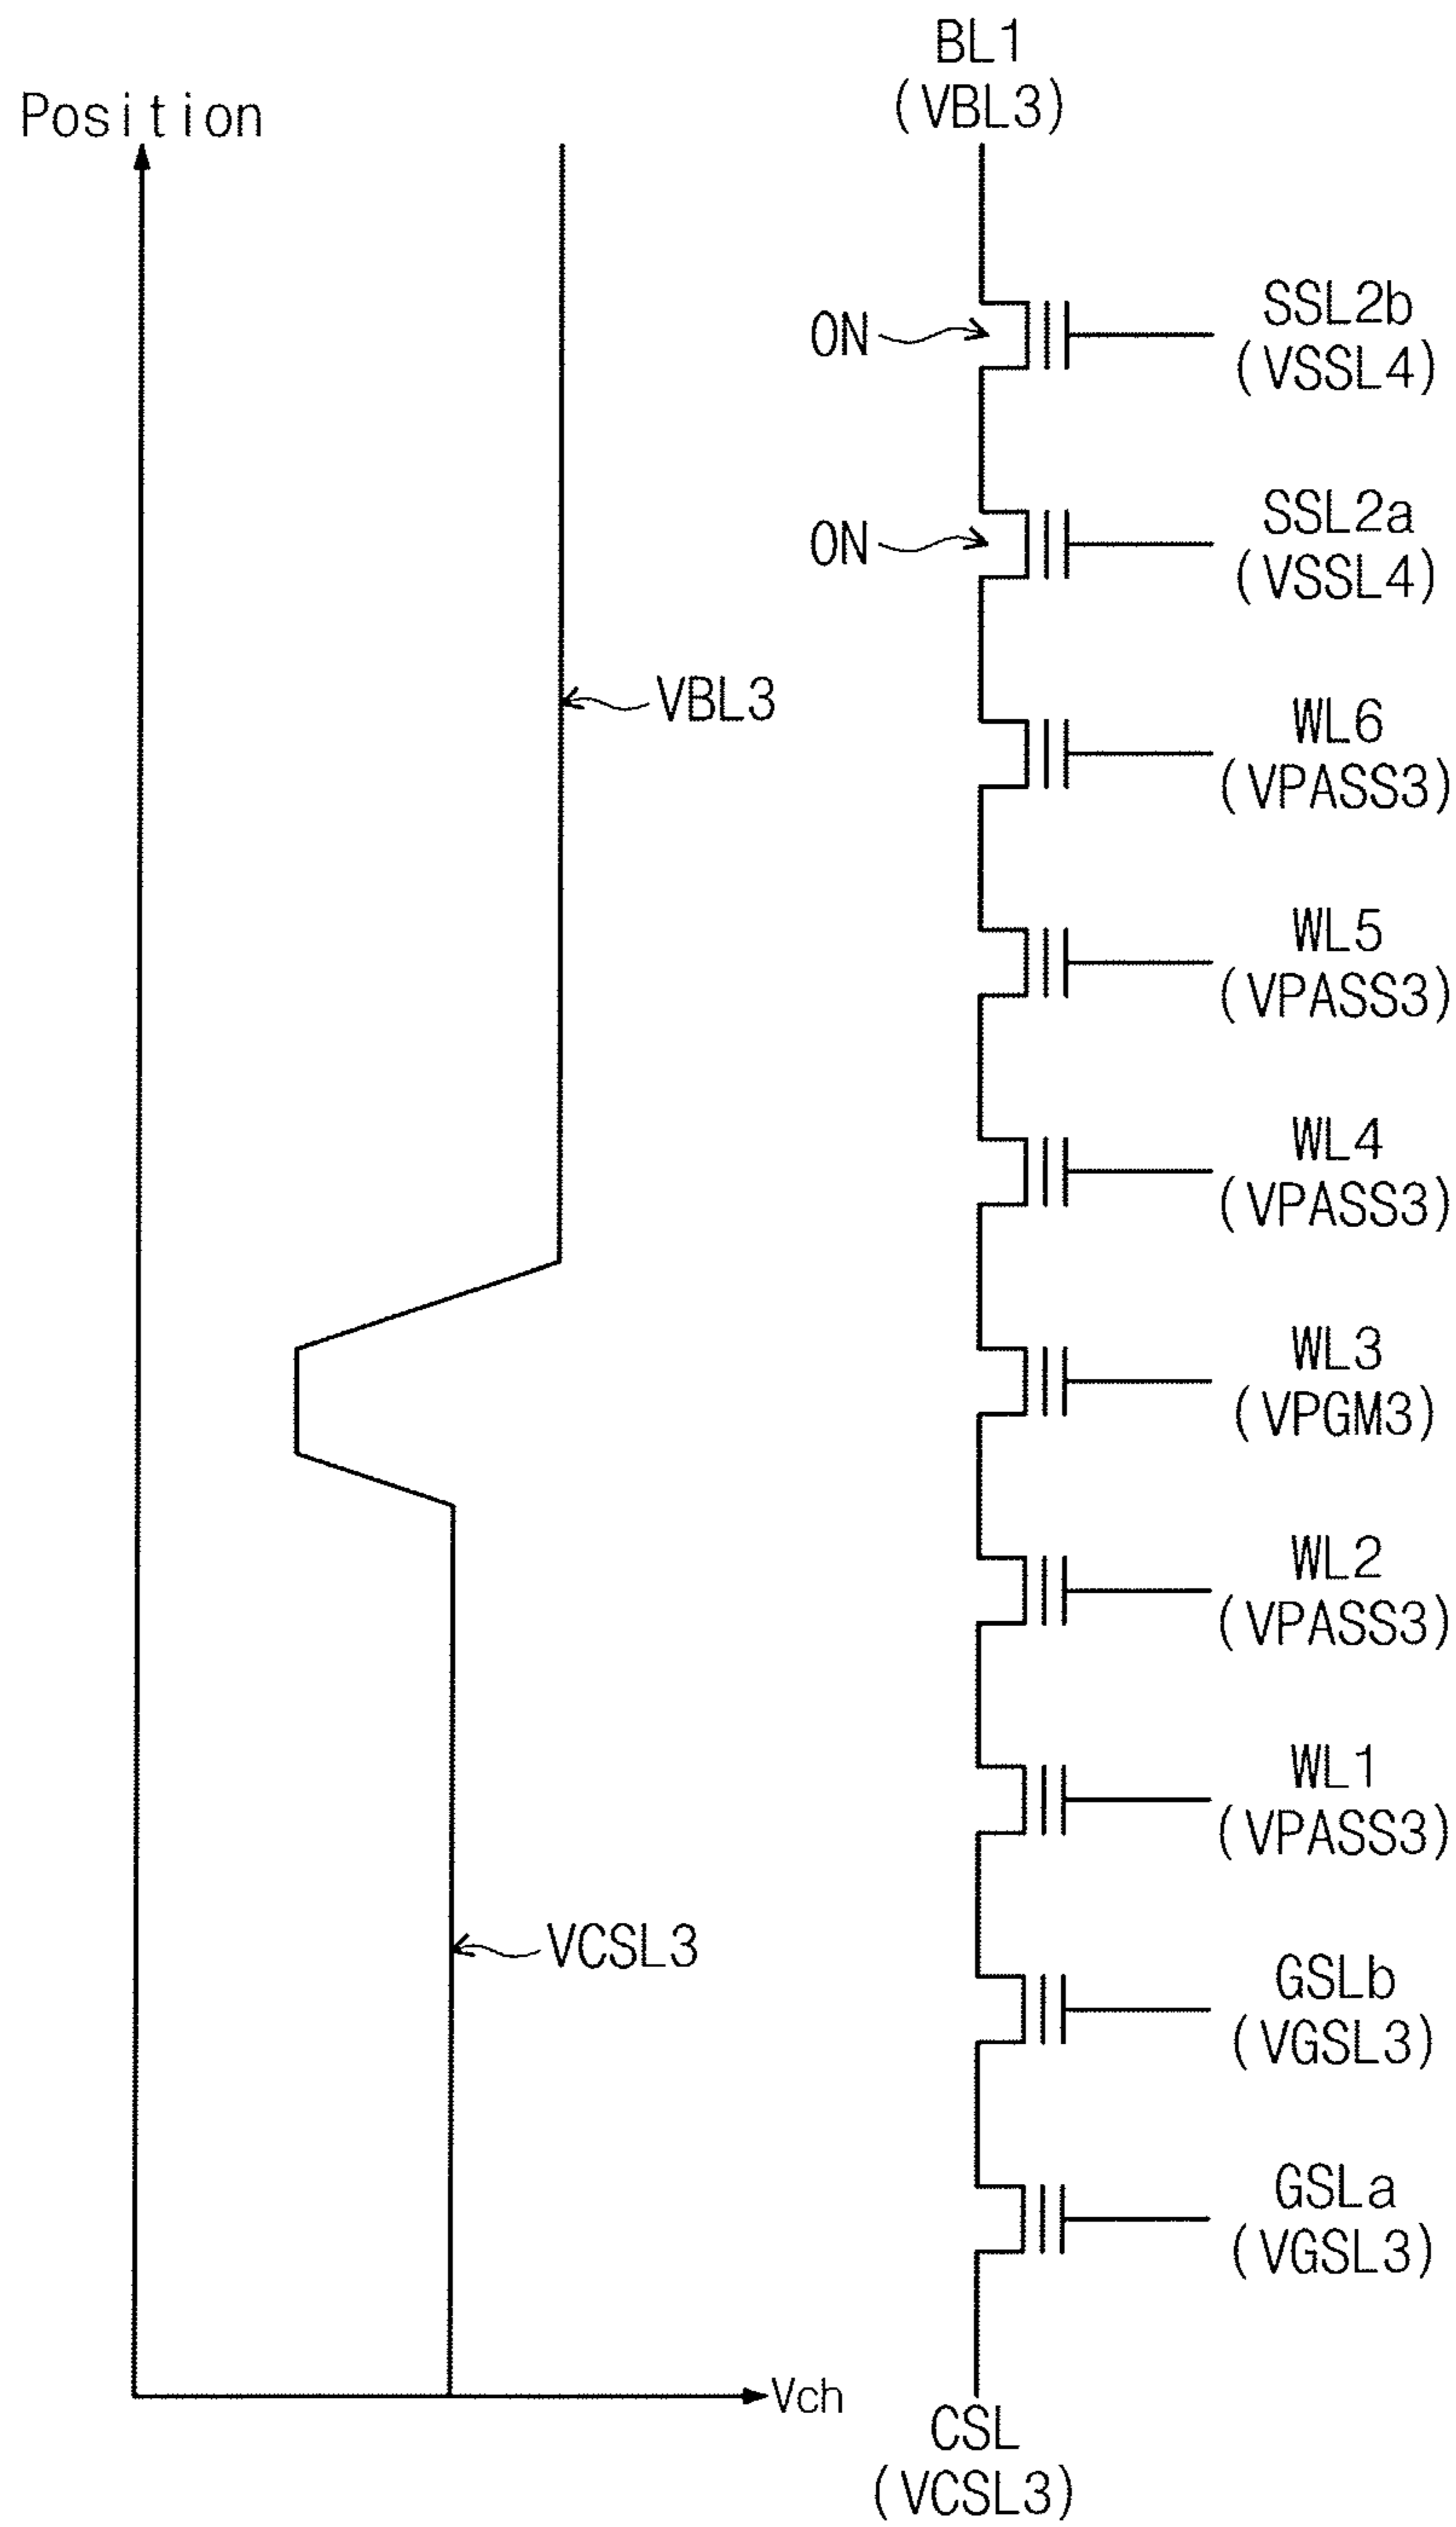 BL1
(VBL3)
Position
SSL2b
(VSSL4)
ON
SSL2a
(VSSL4)
ON
WL6
(VPASS3)
VBL3
WL5
(VPASS3)
WL4
(VPASS3)
WL3
(VPGM3)
WL2
(VPASS3)
WL1
(VPASS3)
VCSL3
GSLb
(VGSL3)
GSLa
(VGSL3)
Vch
CSL
(VCSL3)